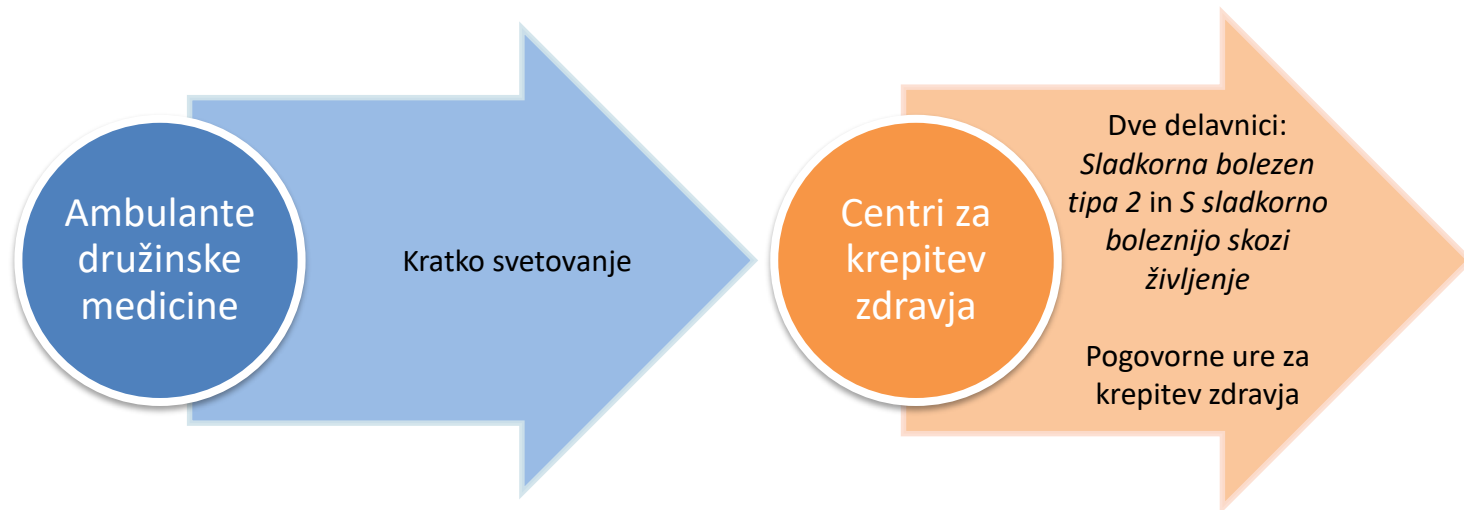 Ambulante
družinske
medicine
Kratko svetovanje
Centri za
krepitev
zdravja
Dve delavnici:
Sladkorna bolezen
tipa 2 in S sladkorno
boleznijo skozi
življenje
Pogovorne ure za
krepitev zdravja